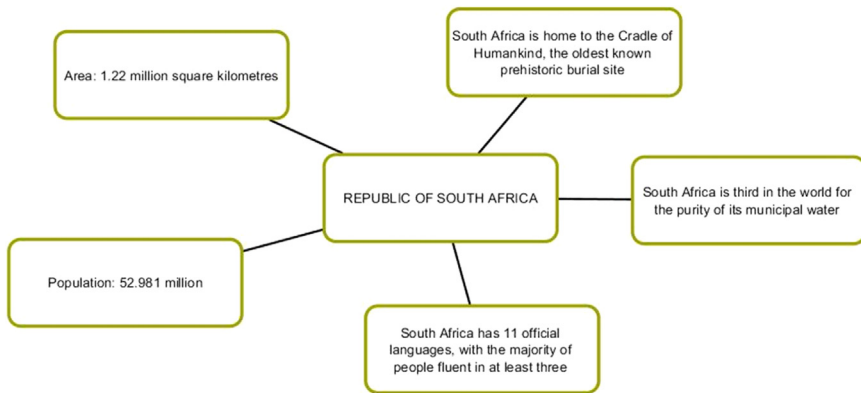 South Africa is home to the Cradle of
Humankind, the oldest known
prehistoric burial site
Area: 1.22 million square kilometres
REPUBLIC OF SOUTH AFRICA
South Africa is third in the world for
the purity of its municipal water
Population: 52.981 million
South Africa has 11 official
languages, with the majority of
people fluent in at least three